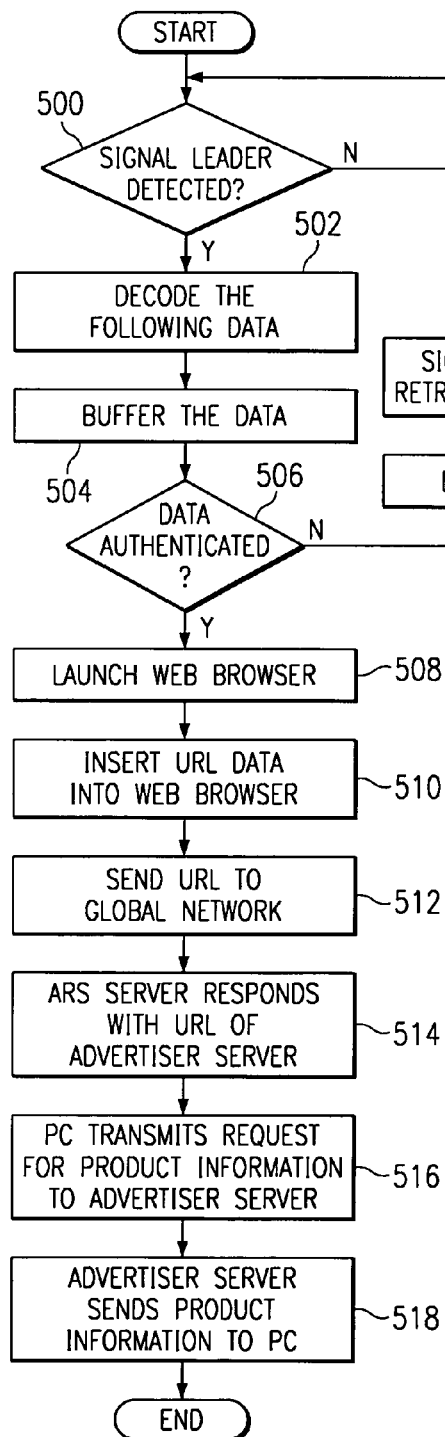 START
500
SIGNAL LEADER
DETECTED?
N
Y
502
DECODE THE
FOLLOWING DATA
BUFFER THE DATA
504
506
DATA
AUTHENTICATED
?
N
Y
LAUNCH WEB BROWSER
508
INSERT URL DATA
INTO WEB BROWSER
510
SEND URL TO
GLOBAL NETWORK
512
ARS SERVER RESPONDS
WITH URL OF
ADVERTISER SERVER
514
PC TRANSMITS REQUEST
FOR PRODUCT INFORMATION
TO ADVERTISER SERVER
516
ADVERTISER SERVER
SENDS PRODUCT
INFORMATION TO PC
518
END